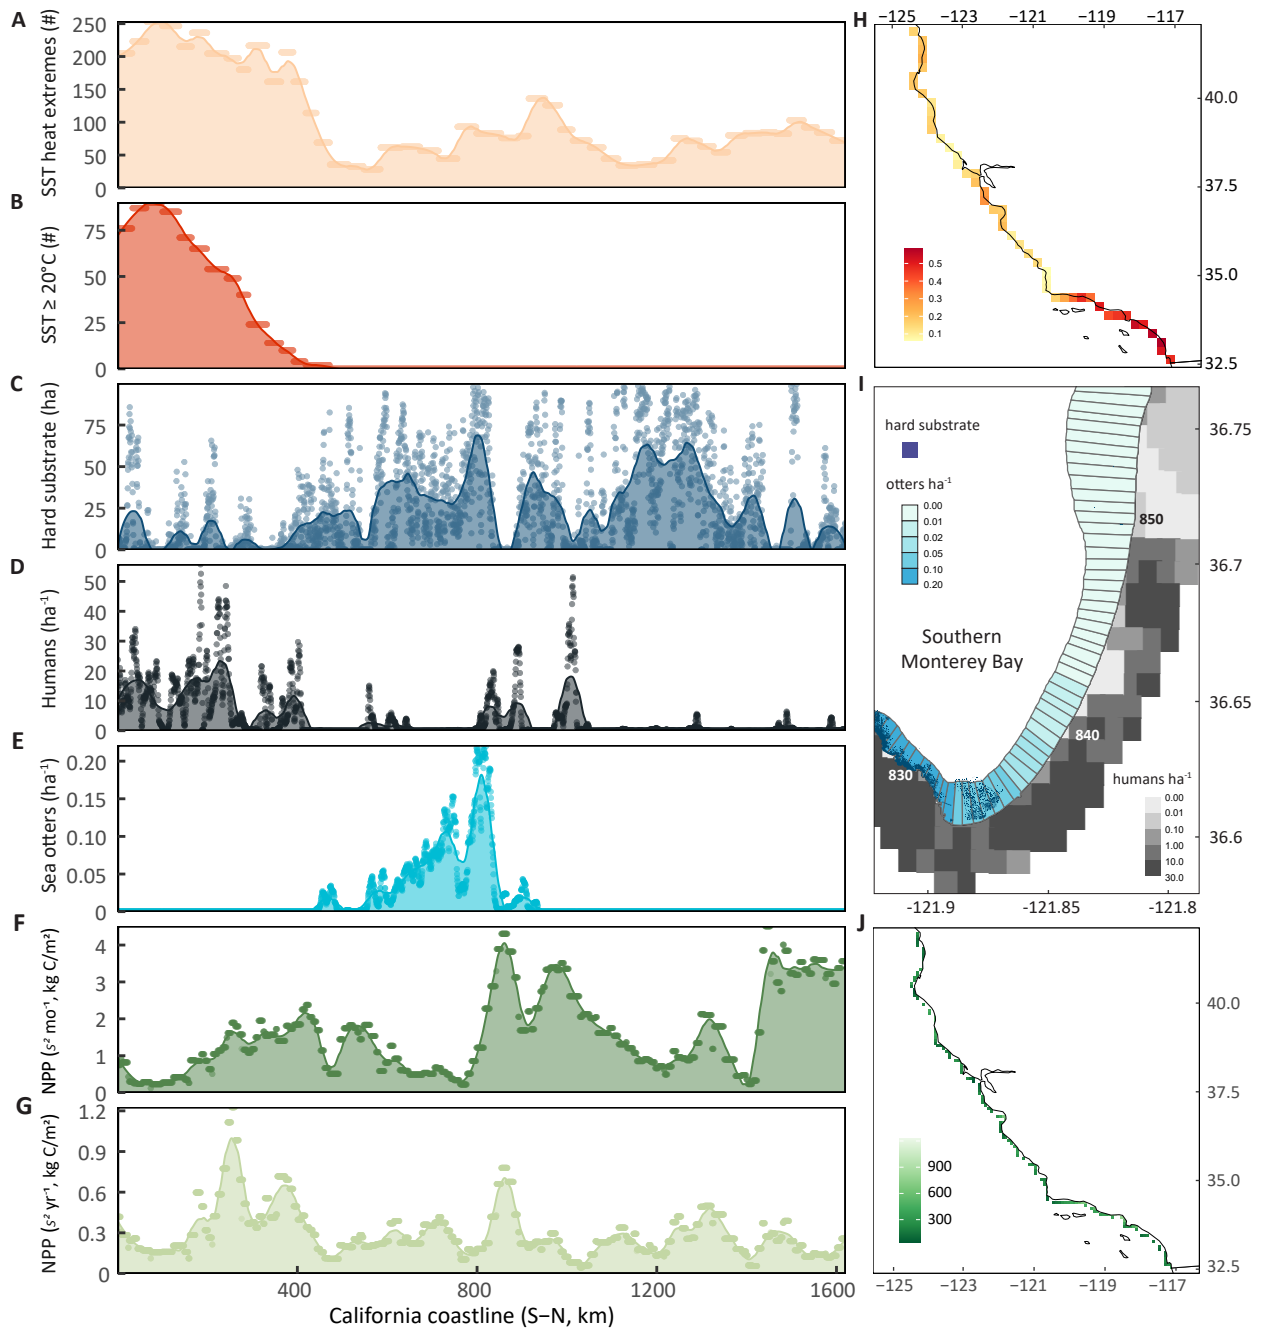 A
SST heat extremes (#)
250
200
150
100
50
0
B
SST ≥ 20°C (#)
75
50
25
0
C
Hard substrate (ha)
75
50
25
0
D
Humans (ha⁻¹)
50
40
30
20
10
0
E
Sea otters (ha⁻¹)
0.20
0.15
0.10
0.05
0
F
NPP (s² mo⁻¹, kg C/m²)
4
3
2
1
0
G
NPP (s² yr⁻¹, kg C/m²)
1.2
0.9
0.6
0.3
0
400 800 1200 1600
California coastline (S−N, km)
H
−125 −123 −121 −119 −117
40.0
37.5
35.0
32.5
0.5
0.4
0.3
0.2
0.1
I
hard substrate
otters ha⁻¹
0.00
0.01
0.02
0.05
0.10
0.20
Southern
Monterey Bay
850
840
830
humans ha⁻¹
0.00
0.01
0.10
1.00
10.0
30.0
36.75
36.7
36.65
36.6
-121.9 -121.85 -121.8
J
40.0
37.5
35.0
32.5
900
600
300
−125 −123 −121 −119 −117